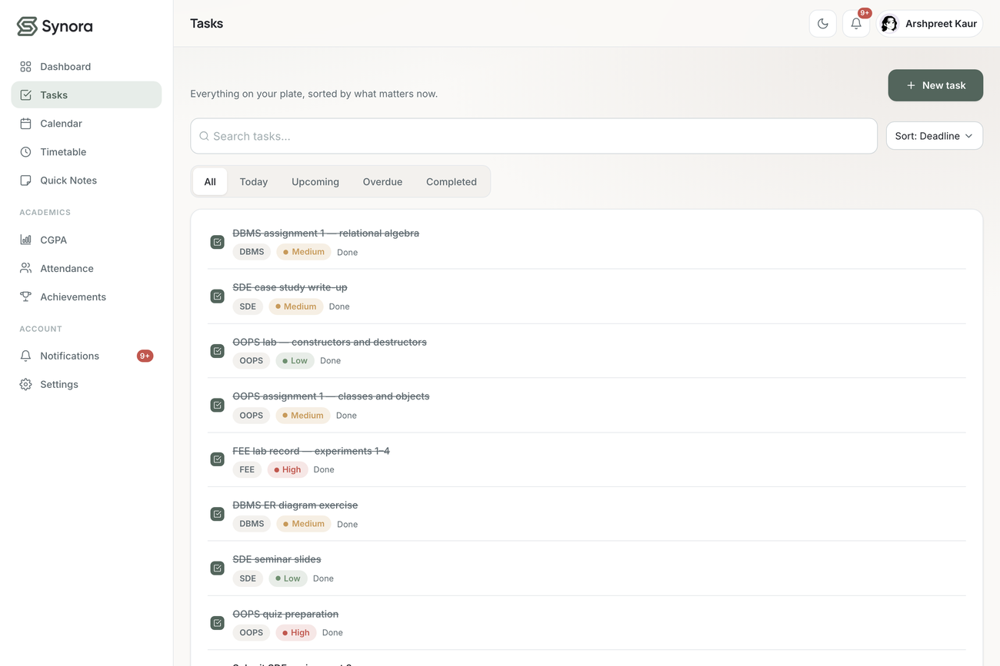 Synora
Dashboard
Tasks
Calendar
Timetable
Quick Notes
ACADEMICS
CGPA
Attendance
Achievements
ACCOUNT
Notifications 9+
Settings
Tasks
9+
Arshpreet Kaur
Everything on your plate, sorted by what matters now.
+ New task
Search tasks...
Sort: Deadline
All Today Upcoming Overdue Completed
DBMS assignment 1 — relational algebra
DBMS Medium Done
SDE case study write-up
SDE Medium Done
OOPS lab — constructors and destructors
OOPS Low Done
OOPS assignment 1 — classes and objects
OOPS Medium Done
FEE lab record — experiments 1–4
FEE High Done
DBMS ER diagram exercise
DBMS Medium Done
SDE seminar slides
SDE Low Done
OOPS quiz preparation
OOPS High Done